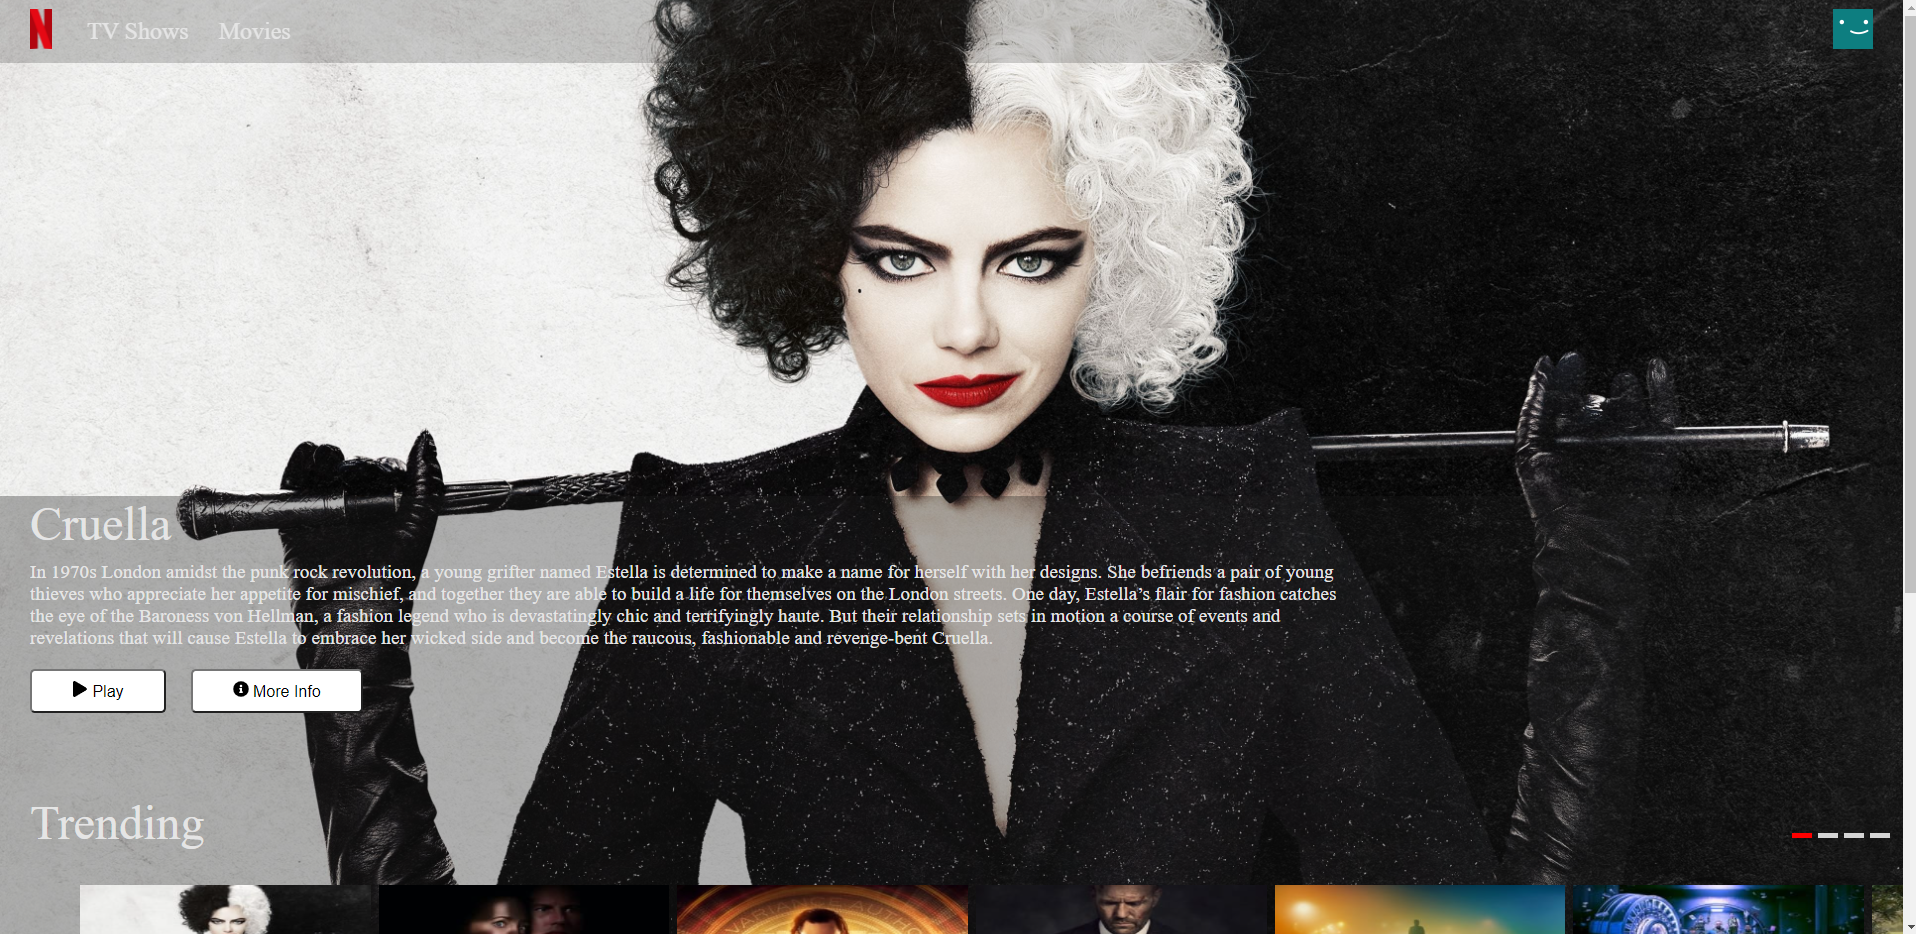 N
TV Shows
Movies
Cruella
In 1970s London amidst the punk rock revolution, a young grifter named Estella is determined to make a name for herself with her designs. She befriends a pair of young
thieves who appreciate her appetite for mischief, and together they are able to build a life for themselves on the London streets. One day, Estella’s flair for fashion catches
the eye of the Baroness von Hellman, a fashion legend who is devastatingly chic and terrifyingly haute. But their relationship sets in motion a course of events and
revelations that will cause Estella to embrace her wicked side and become the raucous, fashionable and revenge-bent Cruella.
Play
More Info
Trending
VARIANCE AUTHO